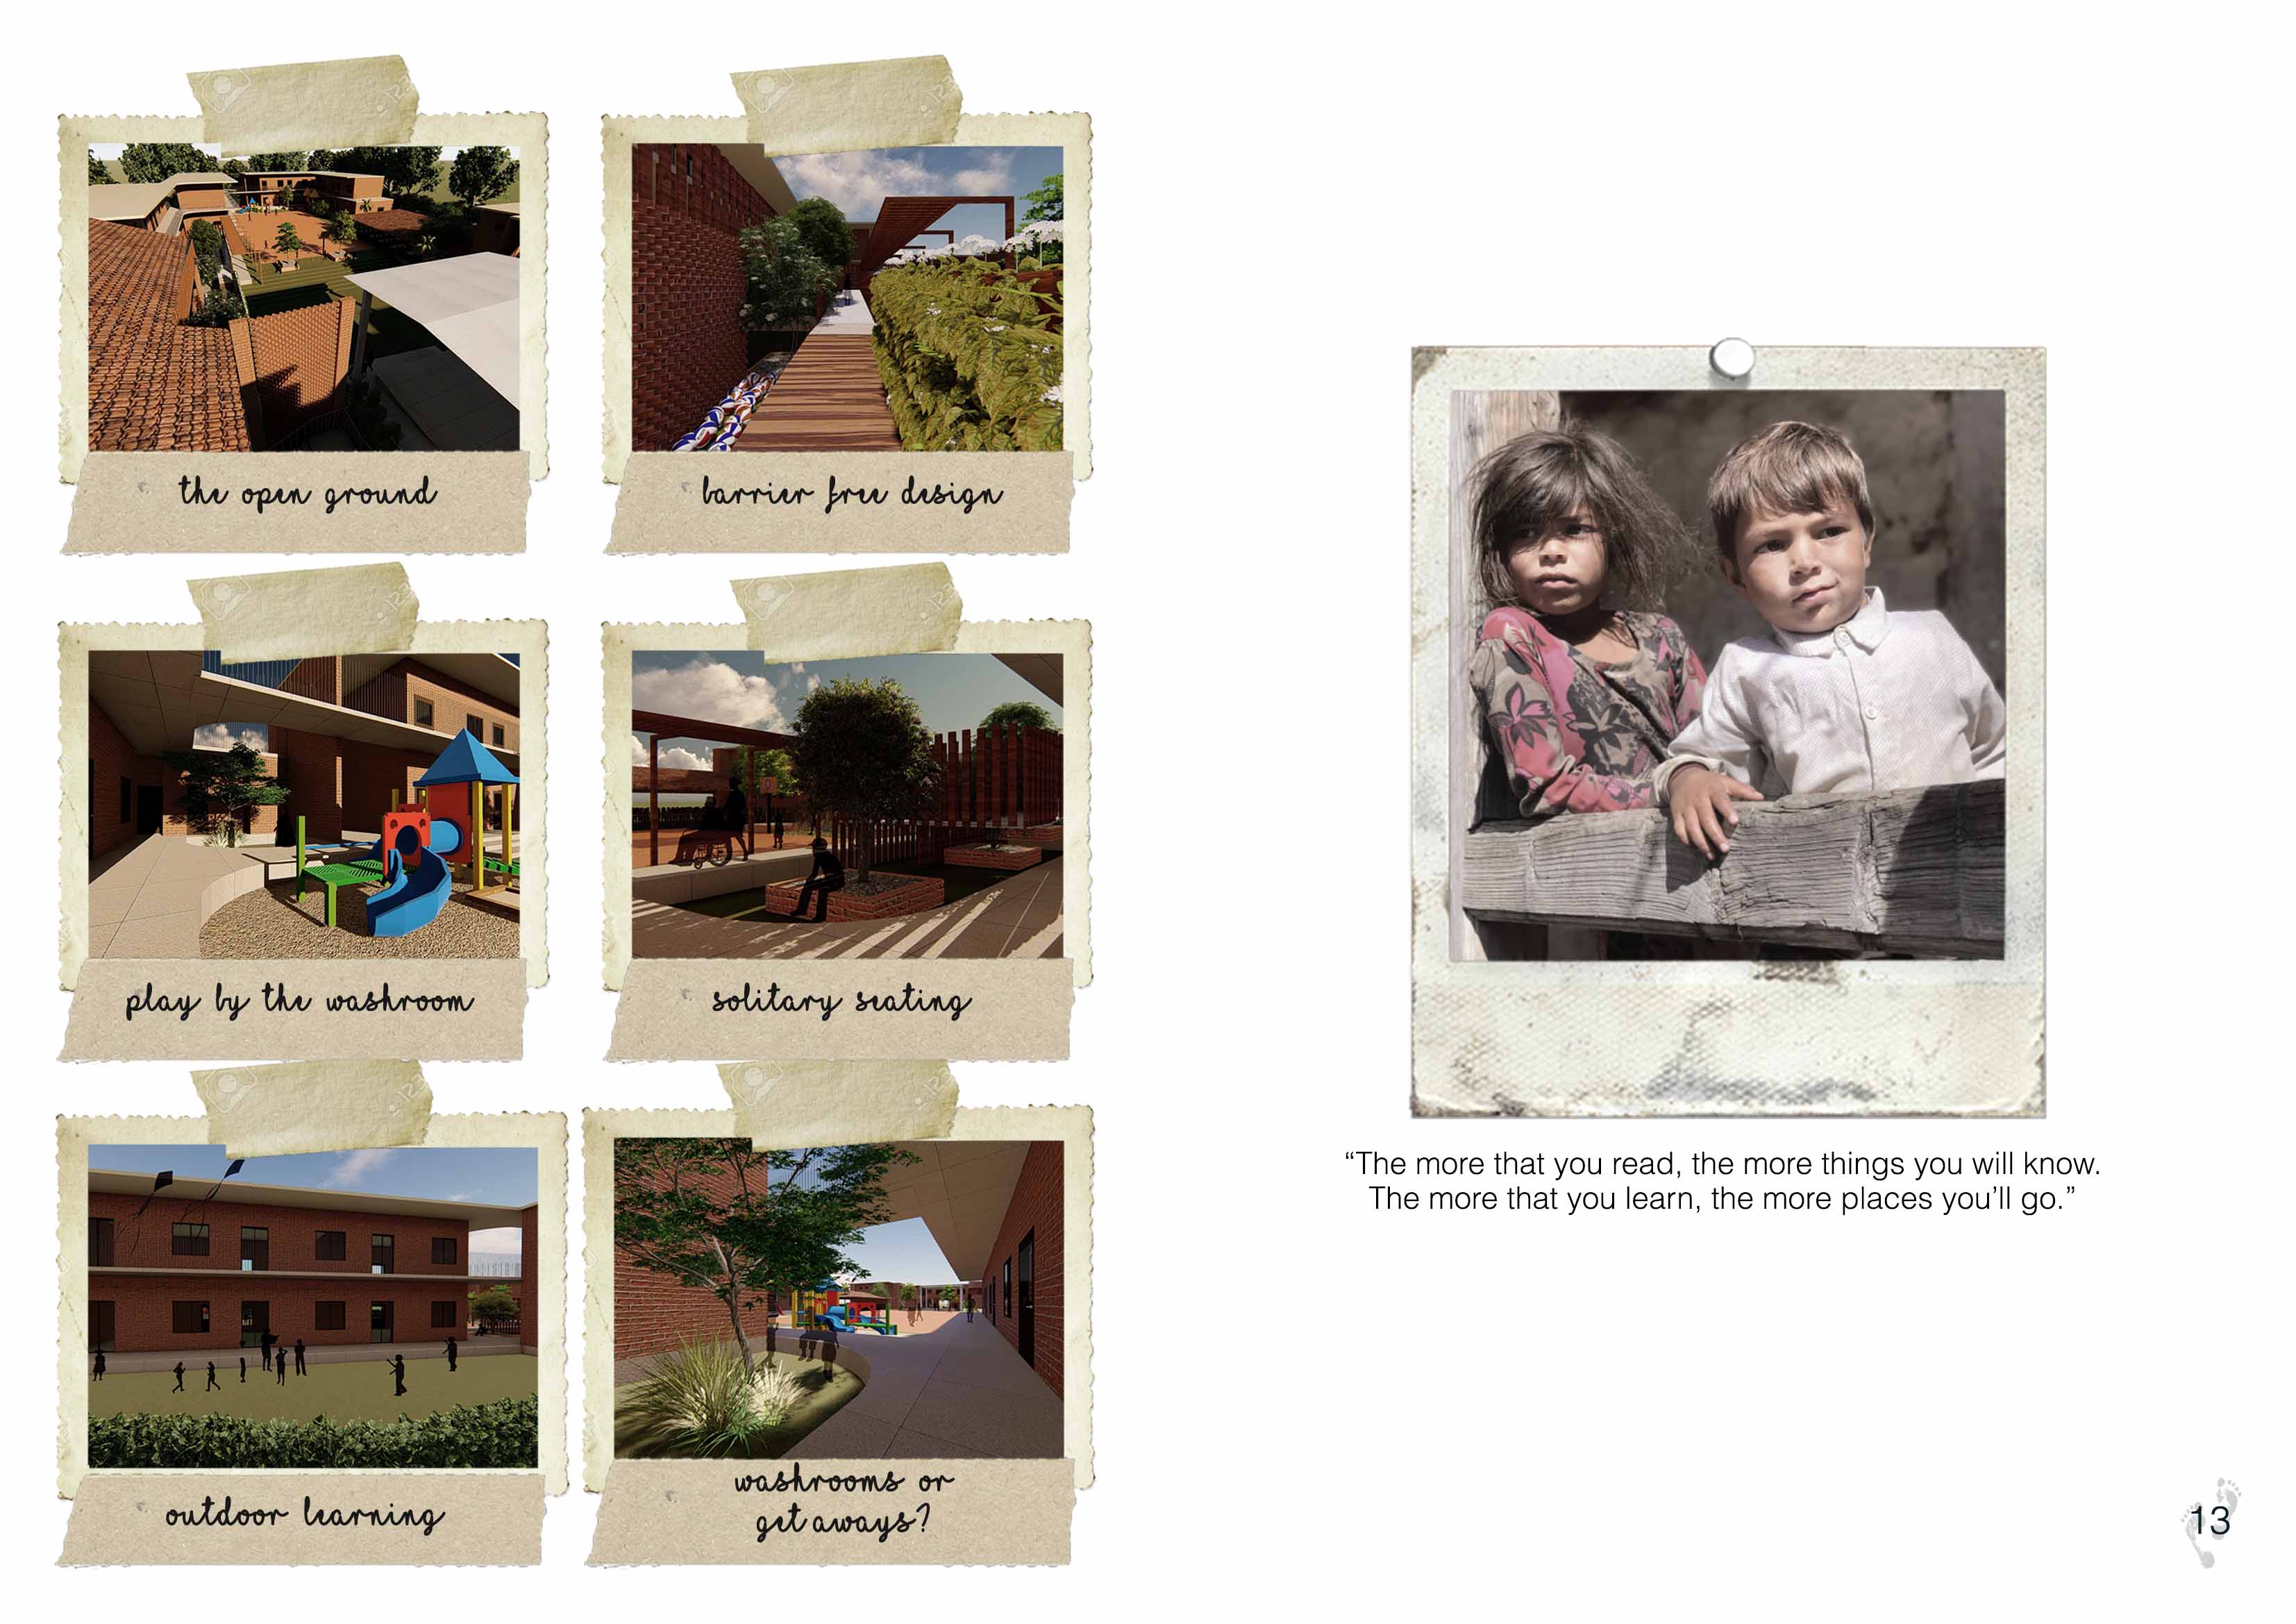 the open ground
barrier free design
play by the washroom
solitary seating
outdoor learning
washrooms or
get aways?
“The more that you read, the more things you will know.
The more that you learn, the more places you’ll go.”
13